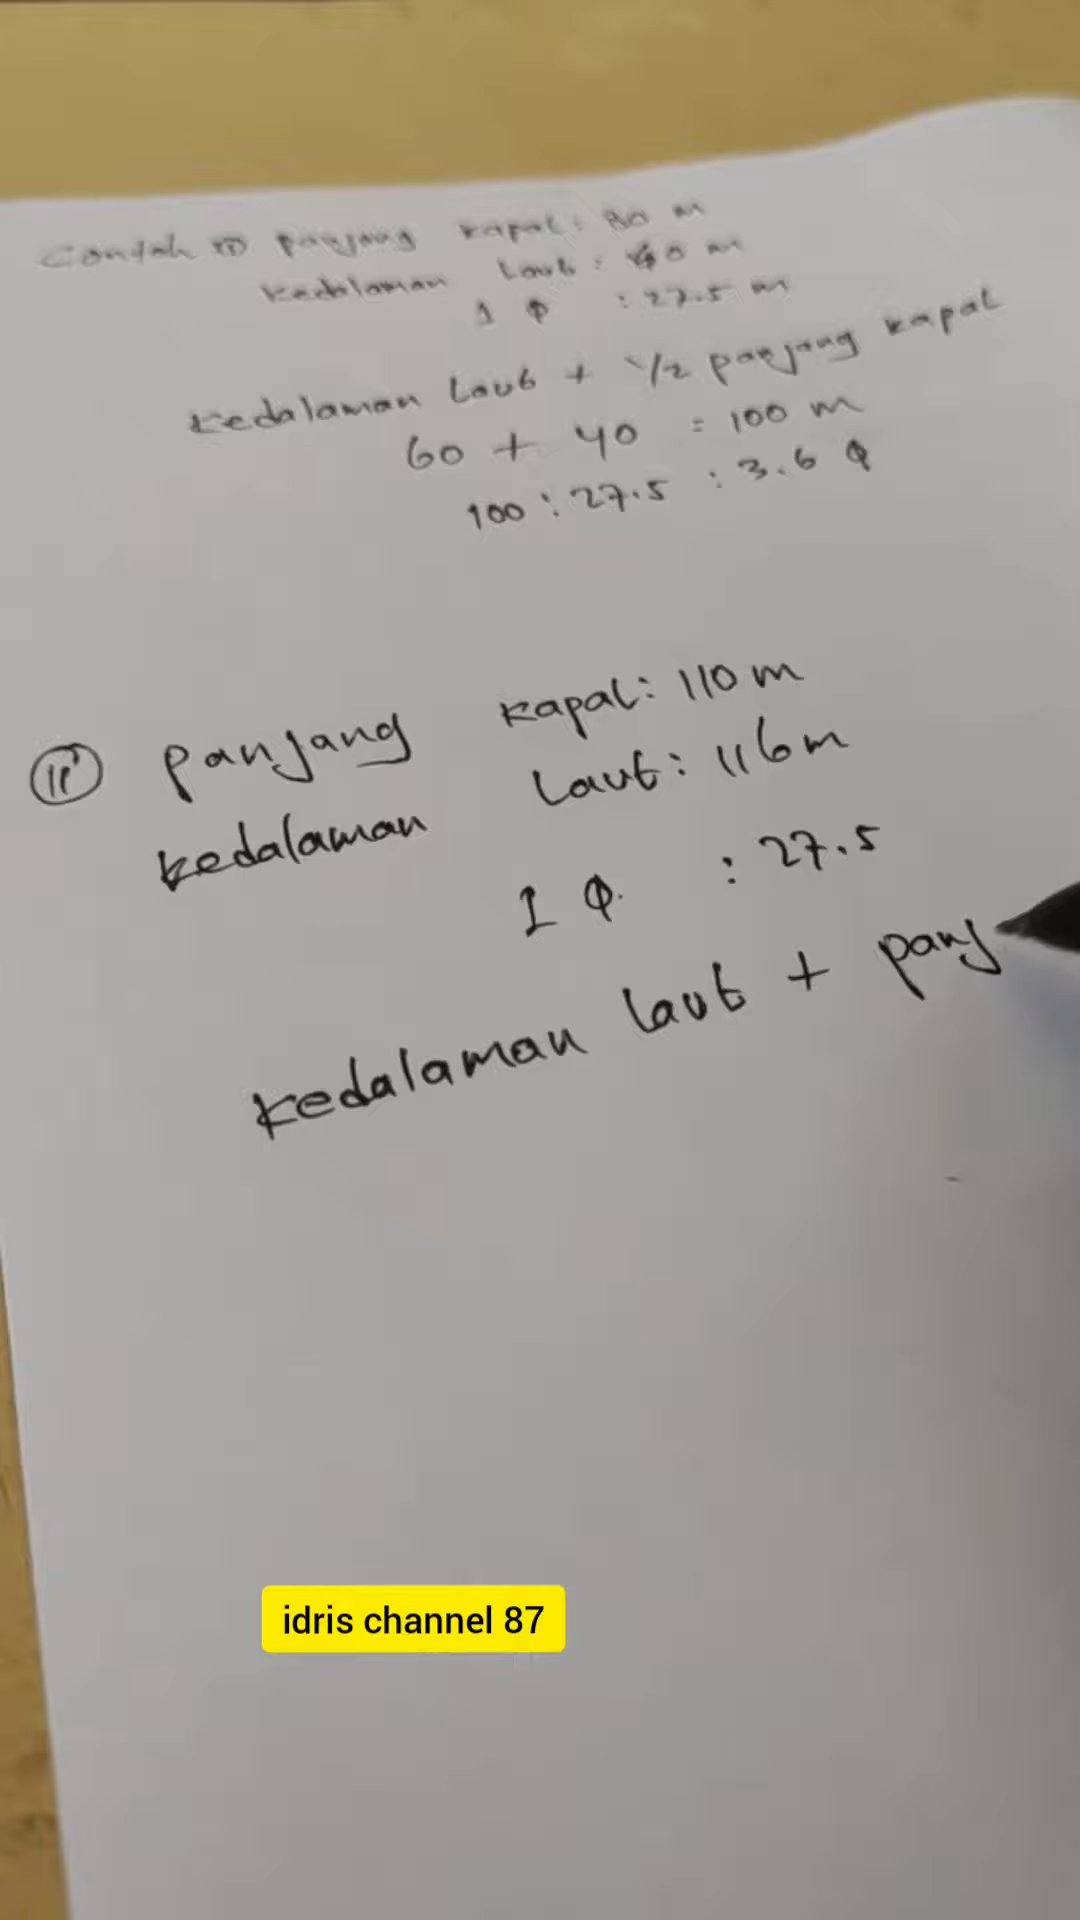 Contoh ① panjang kapal: 80 m
Kedalaman Laut: 60 m
1 φ : 27.5 m
Kedalaman Laut + 1/2 panjang kapal
60 + 40 = 100 m
100 : 27.5 : 3.6 φ
⑪ panjang kapal: 110 m
kedalaman Laut: 116 m
1 φ. : 27.5
kedalaman laut + panj
idris channel 87